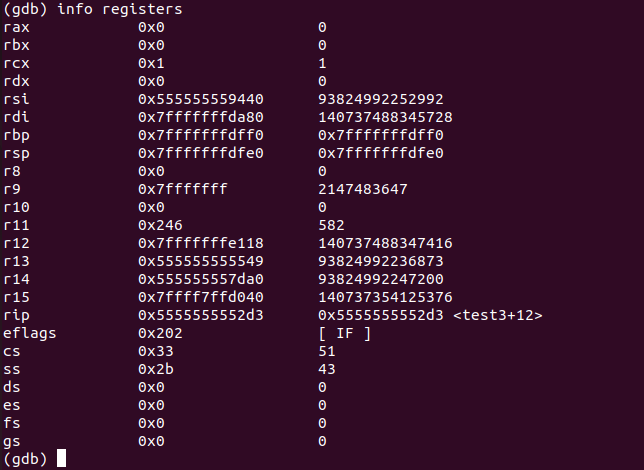 (gdb) info registers
rax 0x0 0
rbx 0x0 0
rcx 0x1 1
rdx 0x0 0
rsi 0x555555559440 93824992252992
rdi 0x7fffffffda80 140737488345728
rbp 0x7fffffffdff0 0x7fffffffdff0
rsp 0x7fffffffdfe0 0x7fffffffdfe0
r8 0x0 0
r9 0x7fffffff 2147483647
r10 0x0 0
r11 0x246 582
r12 0x7fffffffe118 140737488347416
r13 0x555555555549 93824992236873
r14 0x555555557da0 93824992247200
r15 0x7ffff7ffd040 140737354125376
rip 0x5555555552d3 0x5555555552d3 <test3+12>
eflags 0x202 [ IF ]
cs 0x33 51
ss 0x2b 43
ds 0x0 0
es 0x0 0
fs 0x0 0
gs 0x0 0
(gdb)